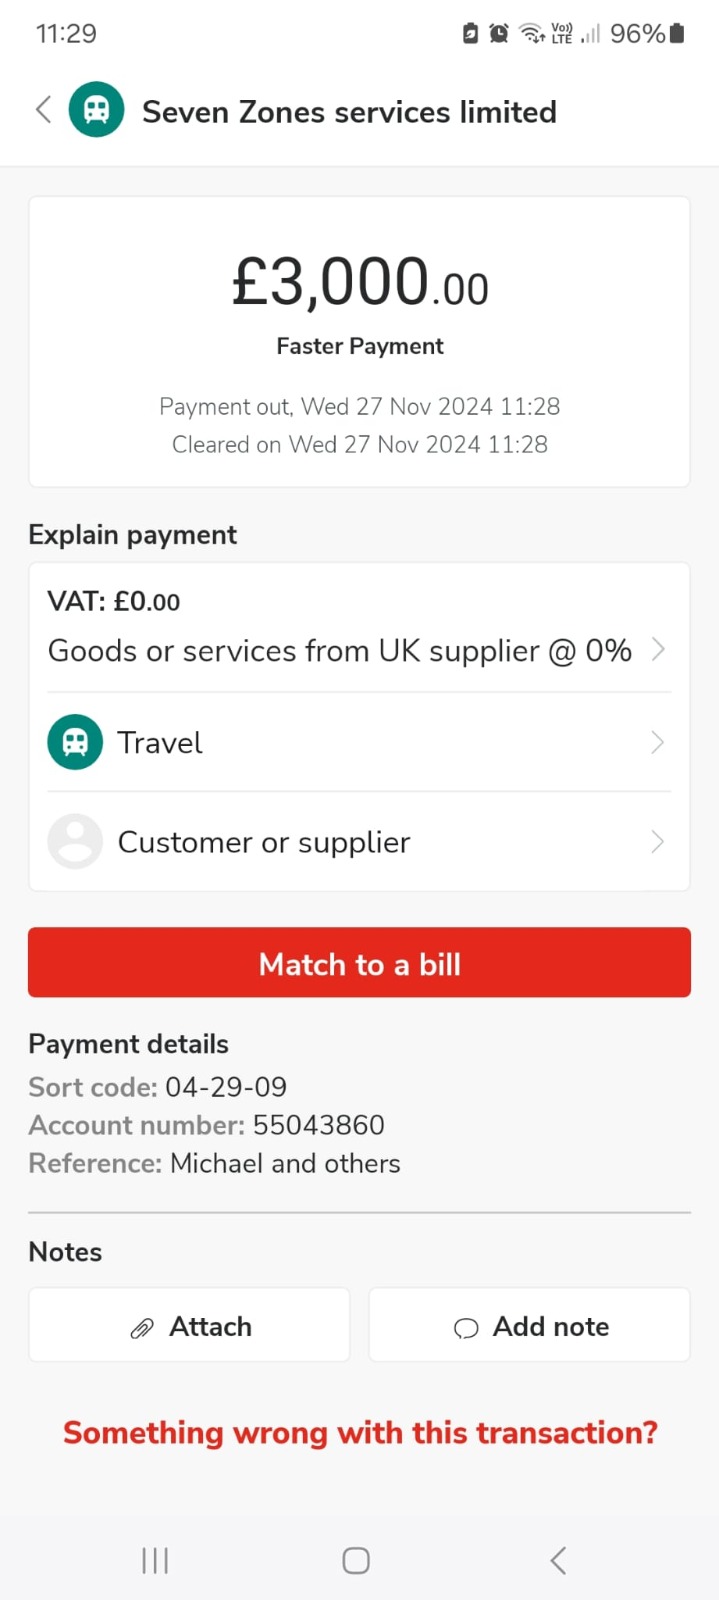 11:29 Vo)) LTE 96%
Seven Zones services limited
£3,000.00
Faster Payment
Payment out, Wed 27 Nov 2024 11:28
Cleared on Wed 27 Nov 2024 11:28
Explain payment
VAT: £0.00
Goods or services from UK supplier @ 0%
Travel
Customer or supplier
Match to a bill
Payment details
Sort code: 04-29-09
Account number: 55043860
Reference: Michael and others
Notes
Attach Add note
Something wrong with this transaction?